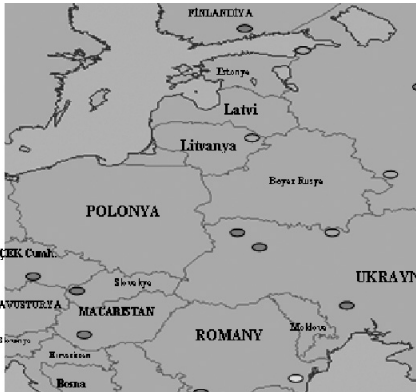 FİNLANDİYA
Estonya
Latvi
Litvanya
Beyaz Rusya
POLONYA
ÇEK Cumh.
Slovakya
UKRAYN
AVUSTURYA
MACARİSTAN
ROMANY
Moldova
Hırvatistan
Bosna